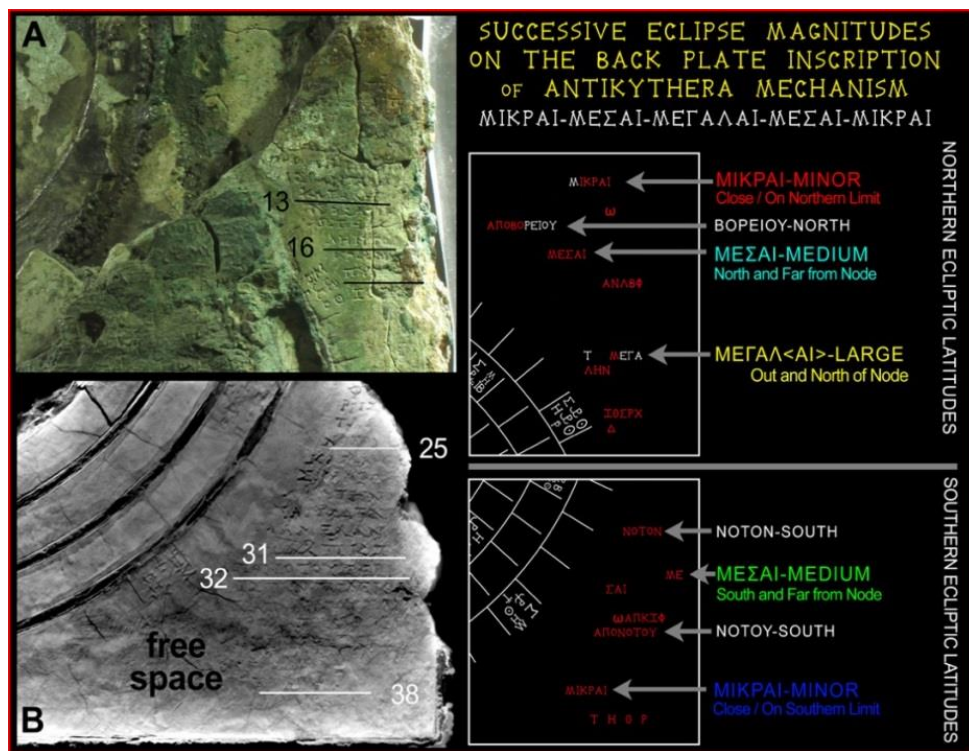 A
13
16
B
25
31
32
free
space
38
SUCCESSIVE ECLIPSE MAGNITUDES
ON THE BACK PLATE INSCRIPTION
OF ANTIKYTHERA MECHANISM
ΜΙΚΡΑΙ-ΜΕΣΑΙ-ΜΕΓΑΛΑΙ-ΜΕΣΑΙ-ΜΙΚΡΑΙ
ΜΙΚΡΑΙ
ΜΙΚΡΑΙ-MINOR
Close / On Northern Limit
ω
ΑΠΟΒΟΡΕΙΟΥ
ΒΟΡΕΙΟΥ-NORTH
ΜΕΣΑΙ
ΜΕΣΑΙ-MEDIUM
North and Far from Node
ΑΝΛΒΦ
Τ ΜΕΓΑ
ΛΗΝ
ΜΕΓΑΛ<ΑΙ>-LARGE
Out and North of Node
ΞΘΣΡΧ
Δ
NORTHERN ECLIPTIC LATITUDES
ΝΟΤΟΝ
ΝΟΤΟΝ-SOUTH
ΜΕ
ΣΑΙ
ΜΕΣΑΙ-MEDIUM
South and Far from Node
ωΑΠΚΞΦ
ΑΠΟΝΟΤΟΥ
ΝΟΤΟΥ-SOUTH
ΜΙΚΡΑΙ
ΜΙΚΡΑΙ-MINOR
Close / On Southern Limit
Τ Η Θ Ρ
SOUTHERN ECLIPTIC LATITUDES